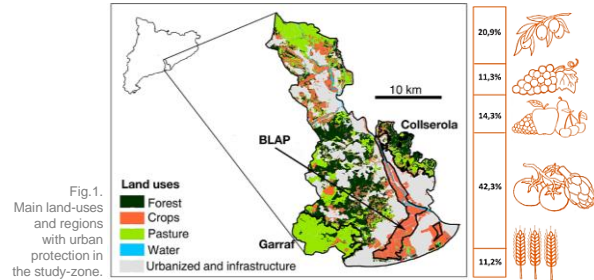 10 km
Collserola
BLAP
Land uses
Forest
Crops
Pasture
Water
Urbanized and infrastructure
Garraf
Fig.1.
Main land-uses
and regions
with urban
protection in
the study-zone.
20,9%
11,3%
14,3%
42,3%
11,2%